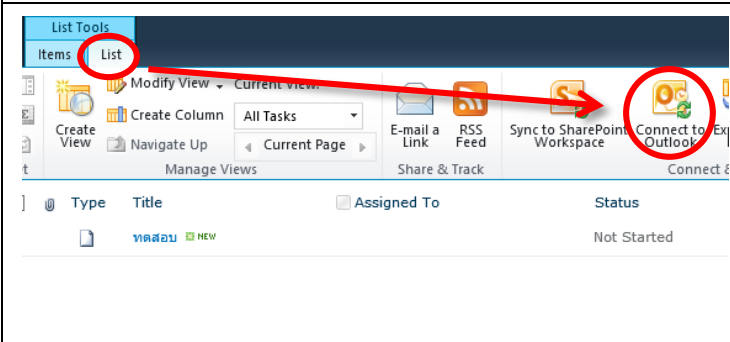 List Tools
Items List
Modify View Current View:
Create View
Create Column All Tasks
Navigate Up Current Page
E-mail a Link
RSS Feed
Sync to SharePoint Workspace
Connect to Outlook
Manage Views Share & Track Connect &
Type Title Assigned To Status
ทดสอบ NEW Not Started